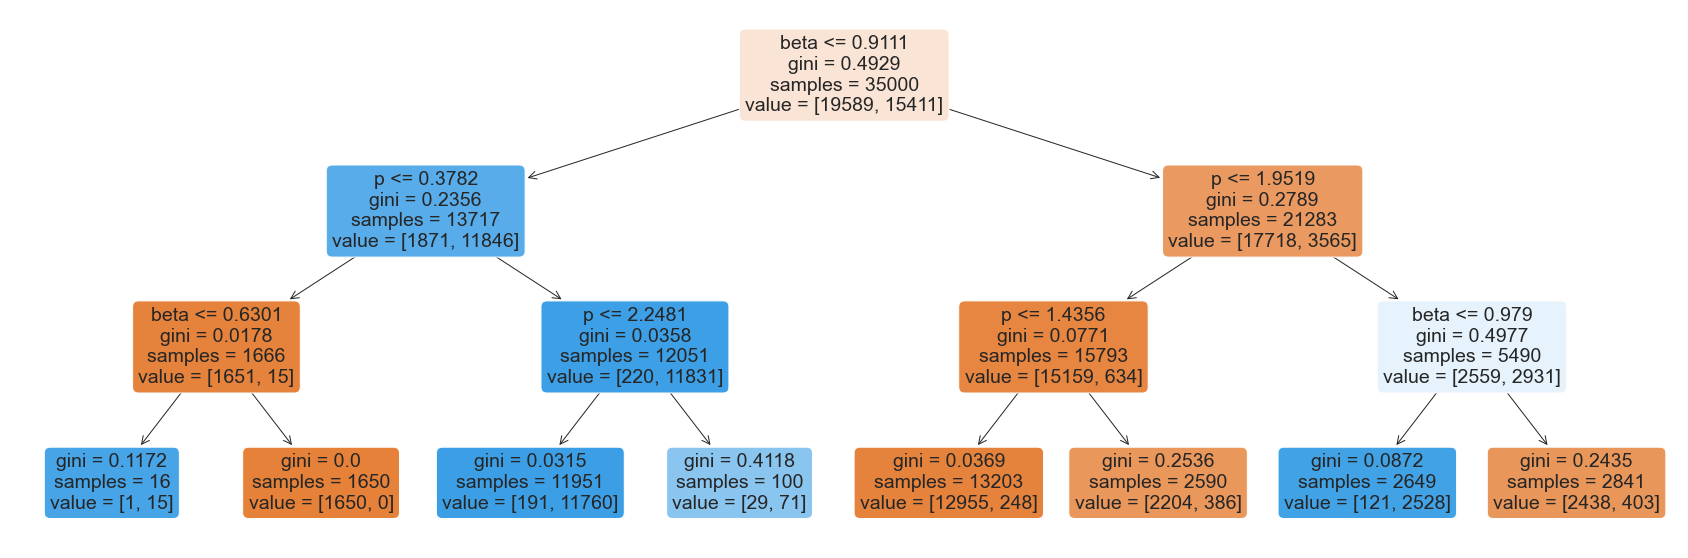 beta <= 0.9111
gini = 0.4929
samples = 35000
value = [19589, 15411]
p <= 0.3782
gini = 0.2356
samples = 13717
value = [1871, 11846]
p <= 1.9519
gini = 0.2789
samples = 21283
value = [17718, 3565]
beta <= 0.6301
gini = 0.0178
samples = 1666
value = [1651, 15]
p <= 2.2481
gini = 0.0358
samples = 12051
value = [220, 11831]
p <= 1.4356
gini = 0.0771
samples = 15793
value = [15159, 634]
beta <= 0.979
gini = 0.4977
samples = 5490
value = [2559, 2931]
gini = 0.1172
samples = 16
value = [1, 15]
gini = 0.0
samples = 1650
value = [1650, 0]
gini = 0.0315
samples = 11951
value = [191, 11760]
gini = 0.4118
samples = 100
value = [29, 71]
gini = 0.0369
samples = 13203
value = [12955, 248]
gini = 0.2536
samples = 2590
value = [2204, 386]
gini = 0.0872
samples = 2649
value = [121, 2528]
gini = 0.2435
samples = 2841
value = [2438, 403]